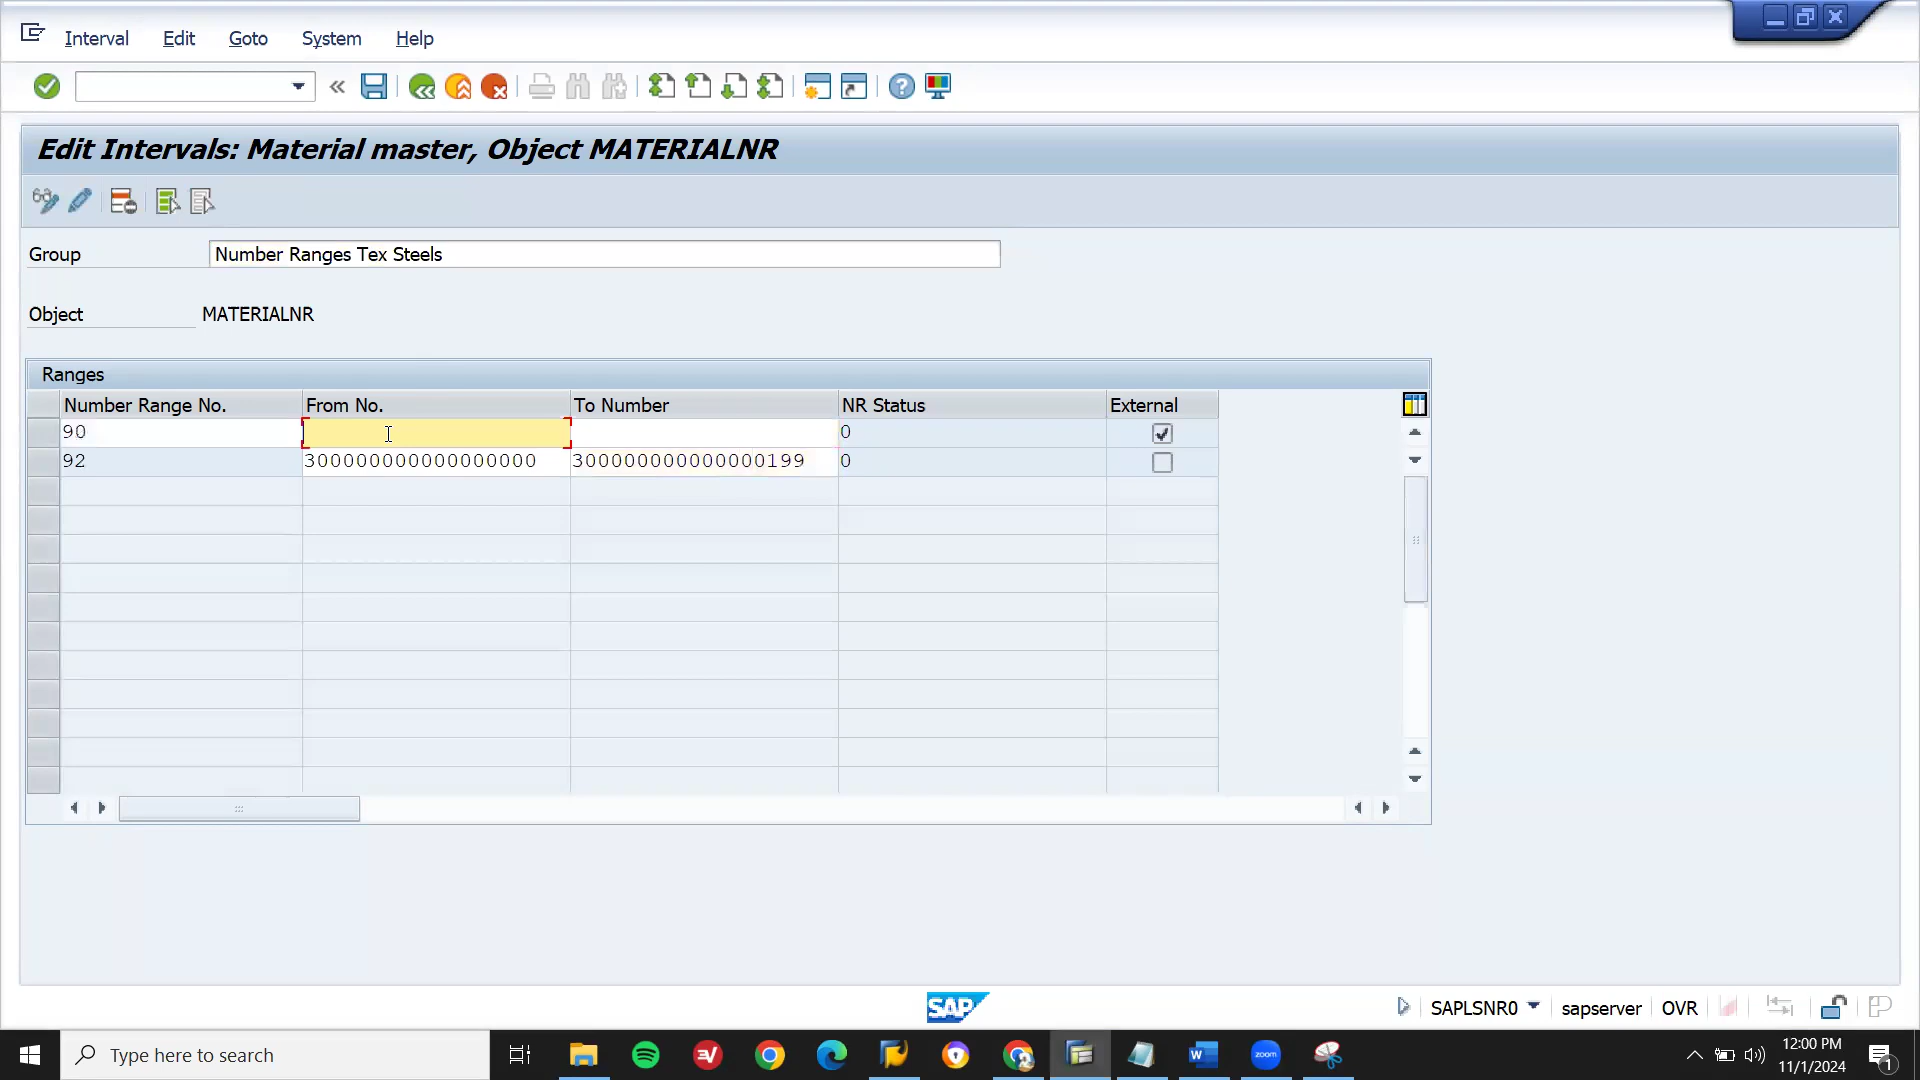 Interval Edit Goto System Help
Edit Intervals: Material master, Object MATERIALNR
Group Number Ranges Tex Steels
Object MATERIALNR
Ranges
Number Range No. From No. To Number NR Status External
90 0
92 300000000000000000 300000000000000199 0
SAP SAPLSNR0 sapserver OVR
Type here to search
W
zoom
12:00 PM
11/1/2024
1